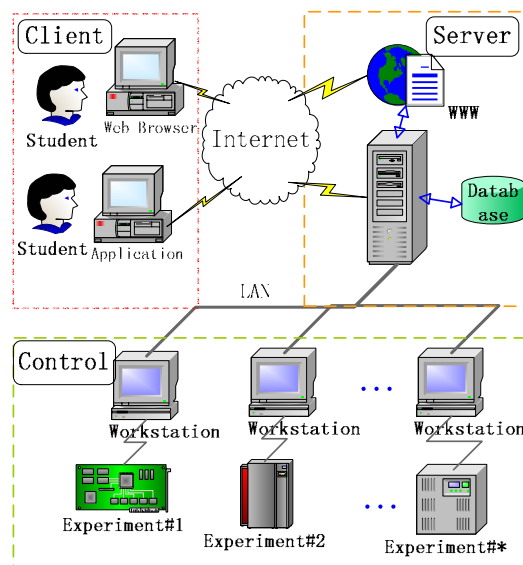 Client
Server
Web Browser
Student
Internet
WWW
Datab
ase
Student
Application
LAN
Control
Workstation
Workstation
...
Workstation
Experiment#1
Experiment#2
...
Experiment#*